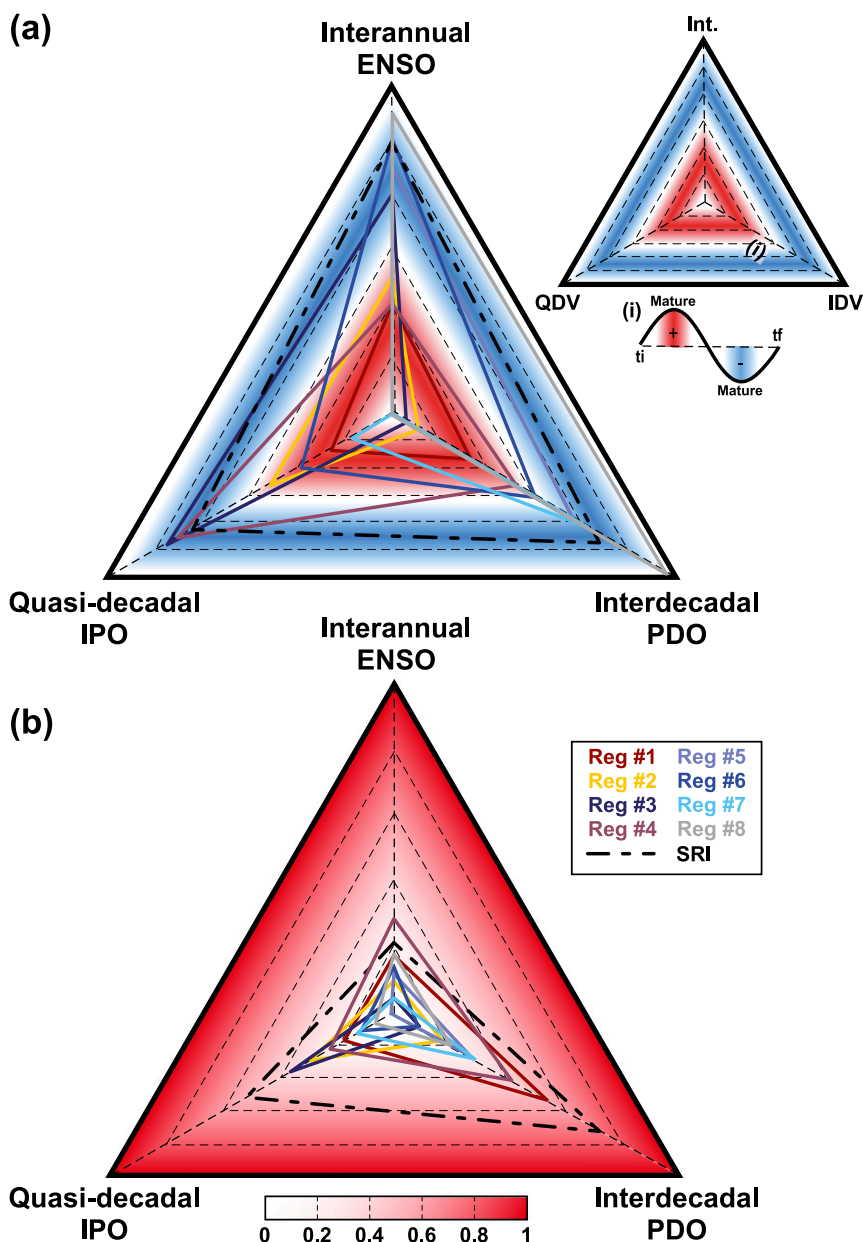 (a)
Interannual
ENSO
Int.
(i)
QDV
IDV
(i)
Mature
+
ti
tf
-
Mature
Quasi-decadal
IPO
Interdecadal
PDO
Interannual
ENSO
(b)
Reg #1
Reg #5
Reg #2
Reg #6
Reg #3
Reg #7
Reg #4
Reg #8
SRI
Quasi-decadal
IPO
Interdecadal
PDO
0 0.2 0.4 0.6 0.8 1